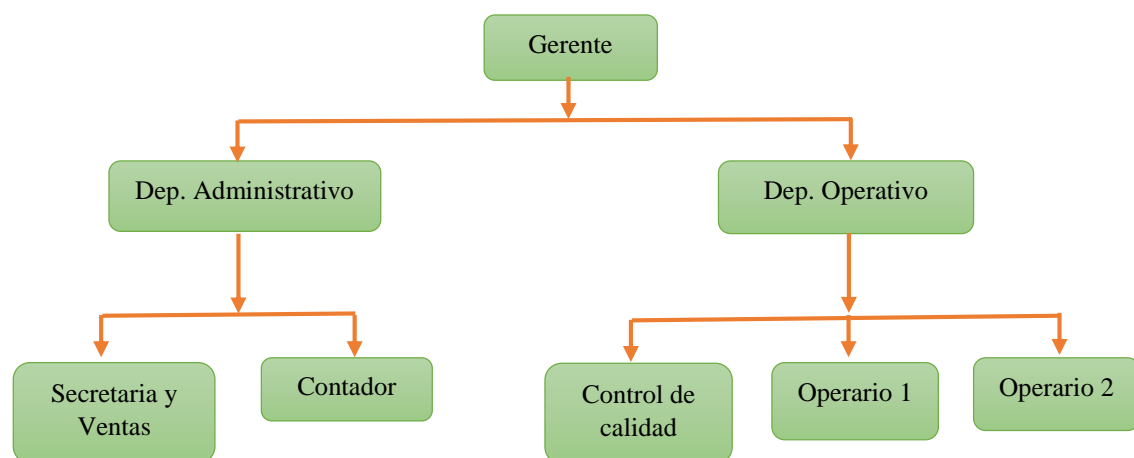 Gerente
Dep. Administrativo
Dep. Operativo
Secretaria y
Ventas
Contador
Control de
calidad
Operario 1
Operario 2